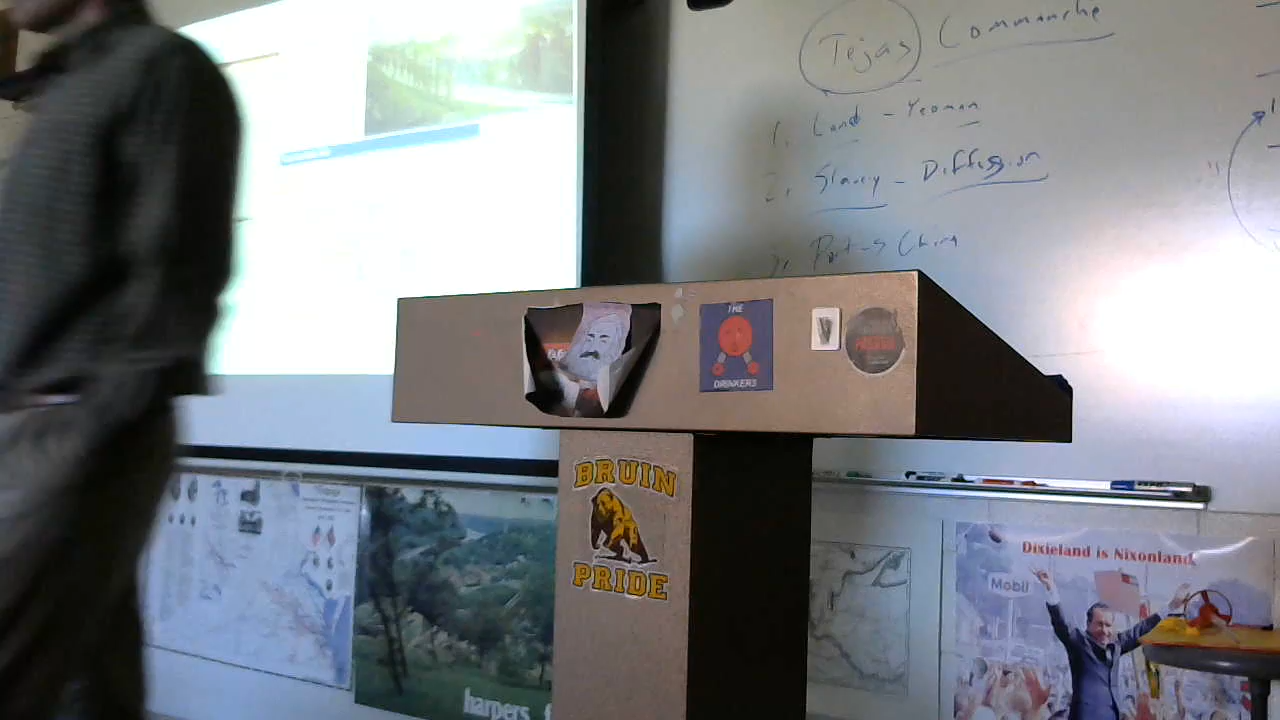 Tejas Commanche
1. Land - Yeoman
2. Slavery - Diffusion
THE
DRINKERS
BRUIN
PRIDE
Dixieland is Nixonland
Mobil
harpers